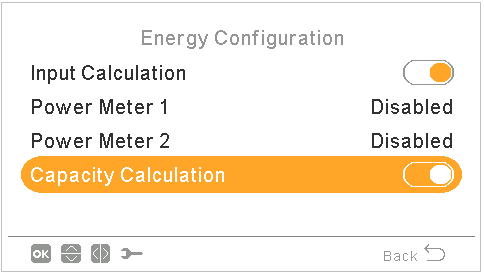 Energy Configuration
Input Calculation
Power Meter 1 Disabled
Power Meter 2 Disabled
Capacity Calculation
OK Back